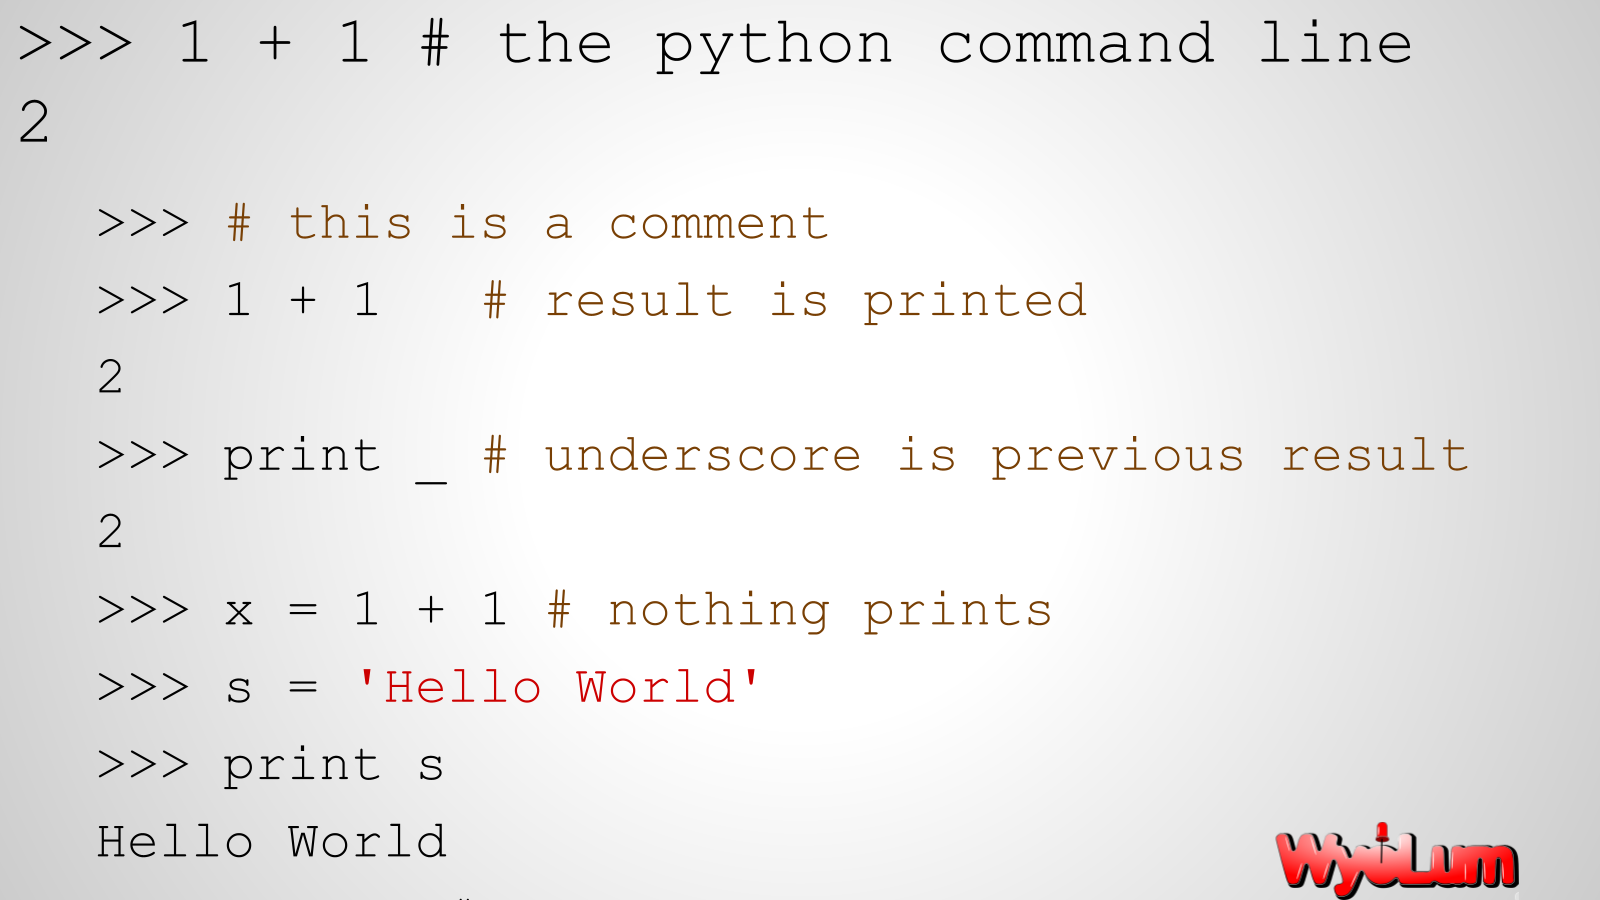 >>> 1 + 1 # the python command line
2
>>> # this is a comment
>>> 1 + 1   # result is printed
2
>>> print _ # underscore is previous result
2
>>> x = 1 + 1 # nothing prints
>>> s = 'Hello World'
>>> print s
Hello World
WyoLum